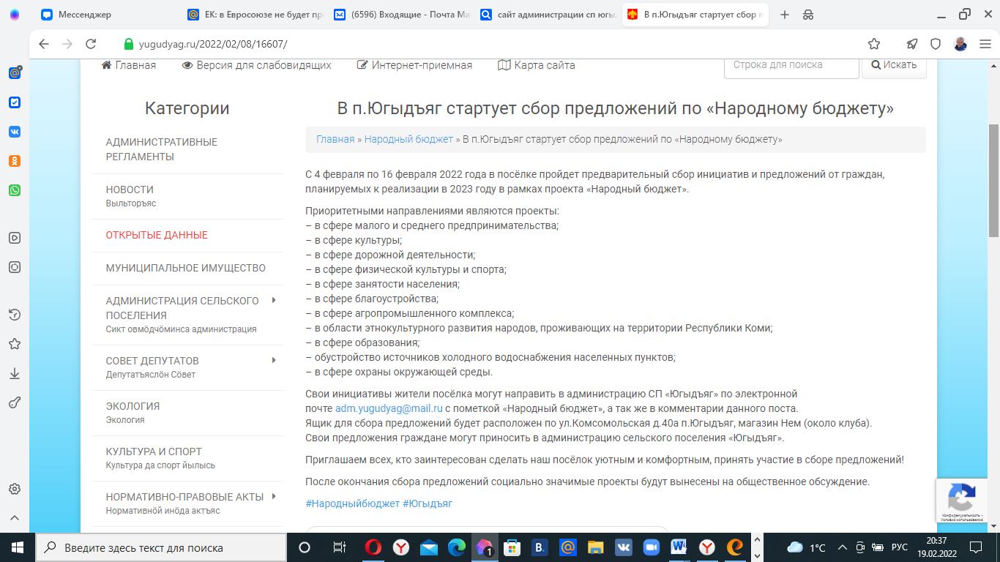 Мессенджер
ЕК: в Евросоюзе не будет пр
(6596) Входящие - Почта Ma
сайт администрации сп югы
В п.Югыдъяг стартует сбор п
yugudyag.ru/2022/02/08/16607/
Главная
Версия для слабовидящих
Интернет-приемная
Карта сайта
Строка для поиска
Искать
Категории
АДМИНИСТРАТИВНЫЕ
РЕГЛАМЕНТЫ
НОВОСТИ
Выльторъяс
ОТКРЫТЫЕ ДАННЫЕ
МУНИЦИПАЛЬНОЕ ИМУЩЕСТВО
АДМИНИСТРАЦИЯ СЕЛЬСКОГО
ПОСЕЛЕНИЯ
Сикт овмӧдчӧминса администрация
СОВЕТ ДЕПУТАТОВ
Депутатъяслӧн Сӧвет
ЭКОЛОГИЯ
Экология
КУЛЬТУРА И СПОРТ
Культура да спорт йылысь
НОРМАТИВНО-ПРАВОВЫЕ АКТЫ
Нормативнӧй инӧда актъяс
В п.Югыдъяг стартует сбор предложений по «Народному бюджету»
Главная » Народный бюджет » В п.Югыдъяг стартует сбор предложений по «Народному бюджету»
С 4 февраля по 16 февраля 2022 года в посёлке пройдет предварительный сбор инициатив и предложений от граждан,
планируемых к реализации в 2023 году в рамках проекта «Народный бюджет».
Приоритетными направлениями являются проекты:
– в сфере малого и среднего предпринимательства;
– в сфере культуры;
– в сфере дорожной деятельности;
– в сфере физической культуры и спорта;
– в сфере занятости населения;
– в сфере благоустройства;
– в сфере агропромышленного комплекса;
– в области этнокультурного развития народов, проживающих на территории Республики Коми;
– в сфере образования;
– обустройство источников холодного водоснабжения населенных пунктов;
– в сфере охраны окружающей среды.
Свои инициативы жители посёлка могут направить в администрацию СП «Югыдъяг» по электронной
почте adm.yugudyag@mail.ru с пометкой «Народный бюджет», а так же в комментарии данного поста.
Ящик для сбора предложений будет расположен по ул.Комсомольская д.40а п.Югыдъяг, магазин Нем (около клуба).
Свои предложения граждане могут приносить в администрацию сельского поселения «Югыдъяг».
Приглашаем всех, кто заинтересован сделать наш посёлок уютным и комфортным, принять участие в сборе предложений!
После окончания сбора предложений социально значимые проекты будут вынесены на общественное обсуждение.
#Народныйбюджет #Югыдъяг
Конфиденциальность -
Условия использования
Введите здесь текст для поиска
1°C
РУС
20:37
19.02.2022